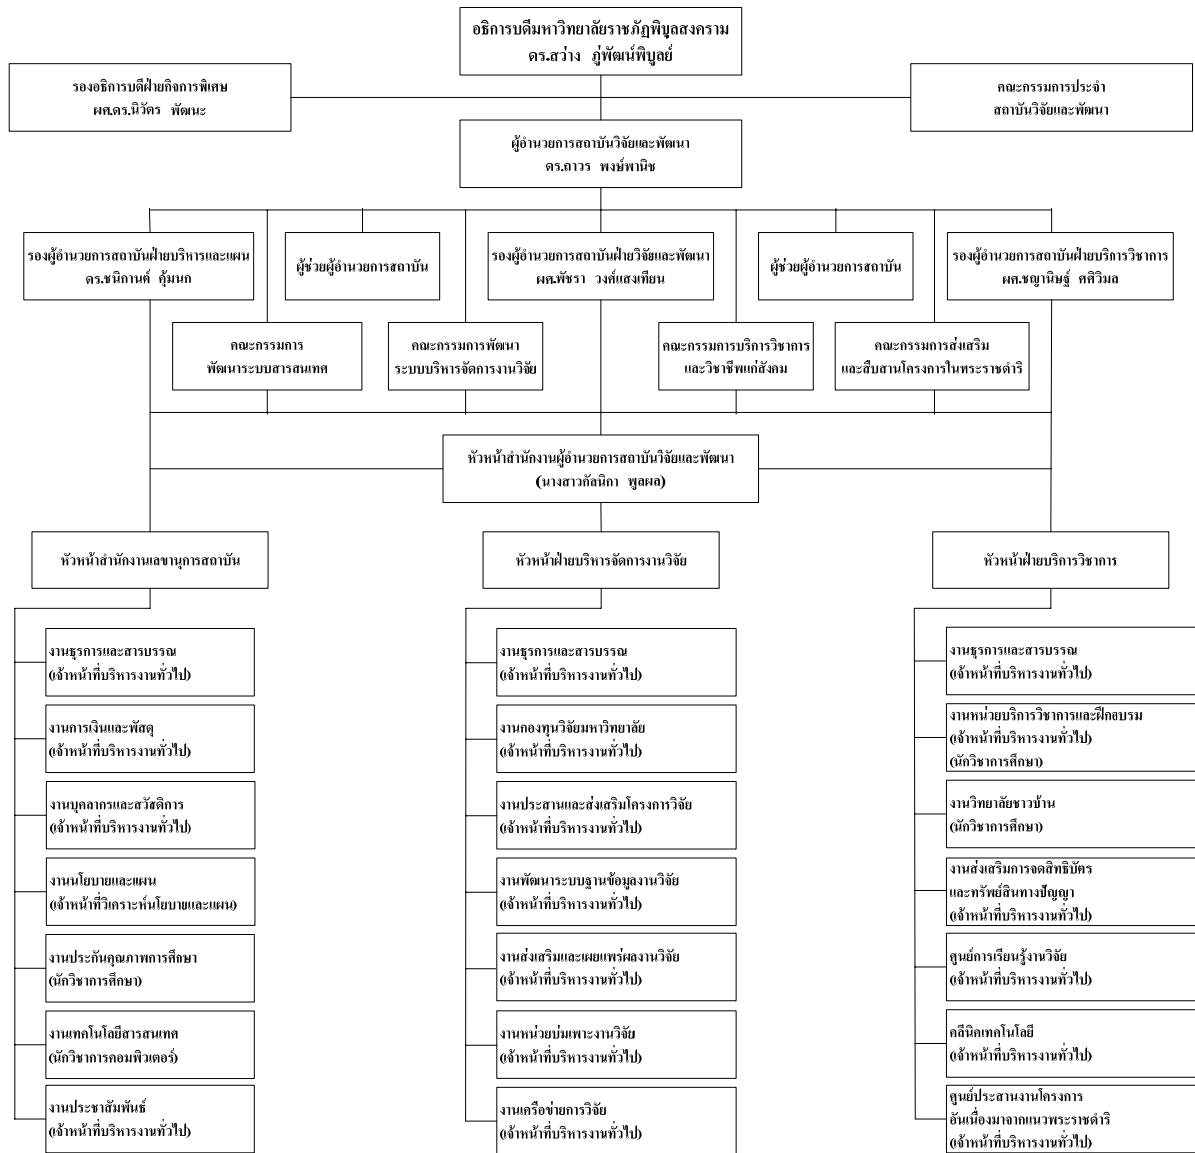 อธิการบดีมหาวิทยาลัยราชภัฏพิบูลสงคราม
ดร.สว่าง ภู่พัฒน์พิบูลย์
รองอธิการบดีฝ่ายกิจการพิเศษ
ผศ.ดร.นิวัตร พัฒนะ
คณะกรรมการประจำ
สถาบันวิจัยและพัฒนา
ผู้อำนวยการสถาบันวิจัยและพัฒนา
ดร.ถาวร พงษ์พานิช
รองผู้อำนวยการสถาบันฝ่ายบริหารและแผน
ดร.ชนิกานต์ คุ้มนก
ผู้ช่วยผู้อำนวยการสถาบัน
รองผู้อำนวยการสถาบันฝ่ายวิจัยและพัฒนา
ผศ.พัชรา วงศ์แสงเทียน
ผู้ช่วยผู้อำนวยการสถาบัน
รองผู้อำนวยการสถาบันฝ่ายบริการวิชาการ
ผศ.ชญานิษฐ์ ศศิวิมล
คณะกรรมการ
พัฒนาระบบสารสนเทศ
คณะกรรมการพัฒนา
ระบบบริหารจัดการงานวิจัย
คณะกรรมการบริการวิชาการ
และวิชาชีพแก่สังคม
คณะกรรมการส่งเสริม
และสืบสานโครงการในพระราชดำริ
หัวหน้าสำนักงานผู้อำนวยการสถาบันวิจัยและพัฒนา
(นางสาวกัลนิกา พูลผล)
หัวหน้าสำนักงานเลขานุการสถาบัน
หัวหน้าฝ่ายบริหารจัดการงานวิจัย
หัวหน้าฝ่ายบริการวิชาการ
งานธุรการและสารบรรณ
(เจ้าหน้าที่บริหารงานทั่วไป)
งานการเงินและพัสดุ
(เจ้าหน้าที่บริหารงานทั่วไป)
งานบุคลากรและสวัสดิการ
(เจ้าหน้าที่บริหารงานทั่วไป)
งานนโยบายและแผน
(เจ้าหน้าที่วิเคราะห์นโยบายและแผน)
งานประกันคุณภาพการศึกษา
(นักวิชาการศึกษา)
งานเทคโนโลยีสารสนเทศ
(นักวิชาการคอมพิวเตอร์)
งานประชาสัมพันธ์
(เจ้าหน้าที่บริหารงานทั่วไป)
งานธุรการและสารบรรณ
(เจ้าหน้าที่บริหารงานทั่วไป)
งานกองทุนวิจัยมหาวิทยาลัย
(เจ้าหน้าที่บริหารงานทั่วไป)
งานประสานและส่งเสริมโครงการวิจัย
(เจ้าหน้าที่บริหารงานทั่วไป)
งานพัฒนาระบบฐานข้อมูลงานวิจัย
(เจ้าหน้าที่บริหารงานทั่วไป)
งานส่งเสริมและเผยแพร่ผลงานวิจัย
(เจ้าหน้าที่บริหารงานทั่วไป)
งานหน่วยบ่มเพาะงานวิจัย
(เจ้าหน้าที่บริหารงานทั่วไป)
งานเครือข่ายการวิจัย
(เจ้าหน้าที่บริหารงานทั่วไป)
งานธุรการและสารบรรณ
(เจ้าหน้าที่บริหารงานทั่วไป)
งานหน่วยบริการวิชาการและฝึกอบรม
(เจ้าหน้าที่บริหารงานทั่วไป)
(นักวิชาการศึกษา)
งานวิทยาลัยชาวบ้าน
(นักวิชาการศึกษา)
งานส่งเสริมการจดสิทธิบัตร
และทรัพย์สินทางปัญญา
(เจ้าหน้าที่บริหารงานทั่วไป)
ศูนย์การเรียนรู้งานวิจัย
(เจ้าหน้าที่บริหารงานทั่วไป)
คลีนิคเทคโนโลยี
(เจ้าหน้าที่บริหารงานทั่วไป)
ศูนย์ประสานงานโครงการ
อันเนื่องมาจากแนวพระราชดำริ
(เจ้าหน้าที่บริหารงานทั่วไป)